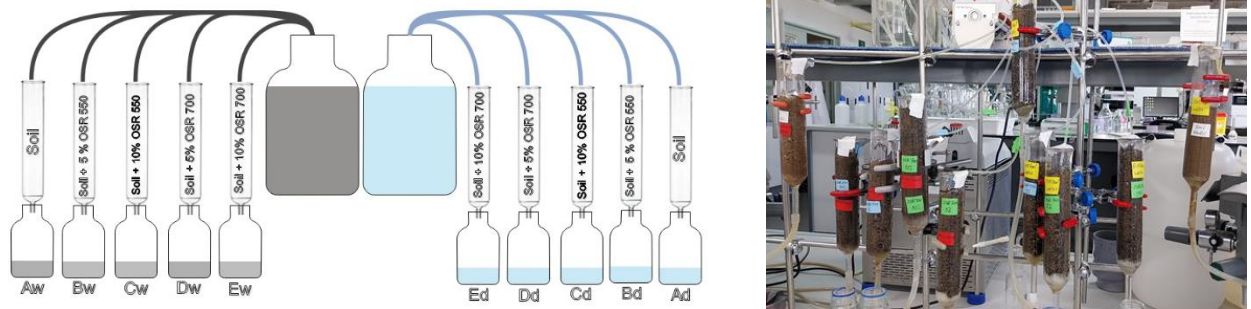 Soil
Soil + 5% OSR 550
Soil + 10% OSR 550
Soil + 5% OSR 700
Soil + 10% OSR 700
Soil + 10% OSR 700
Soil + 5% OSR 700
Soil + 10% OSR 550
Soil + 5% OSR 550
Soil
Aw
Bw
Cw
Dw
Ew
Ed
Dd
Cd
Bd
Ad